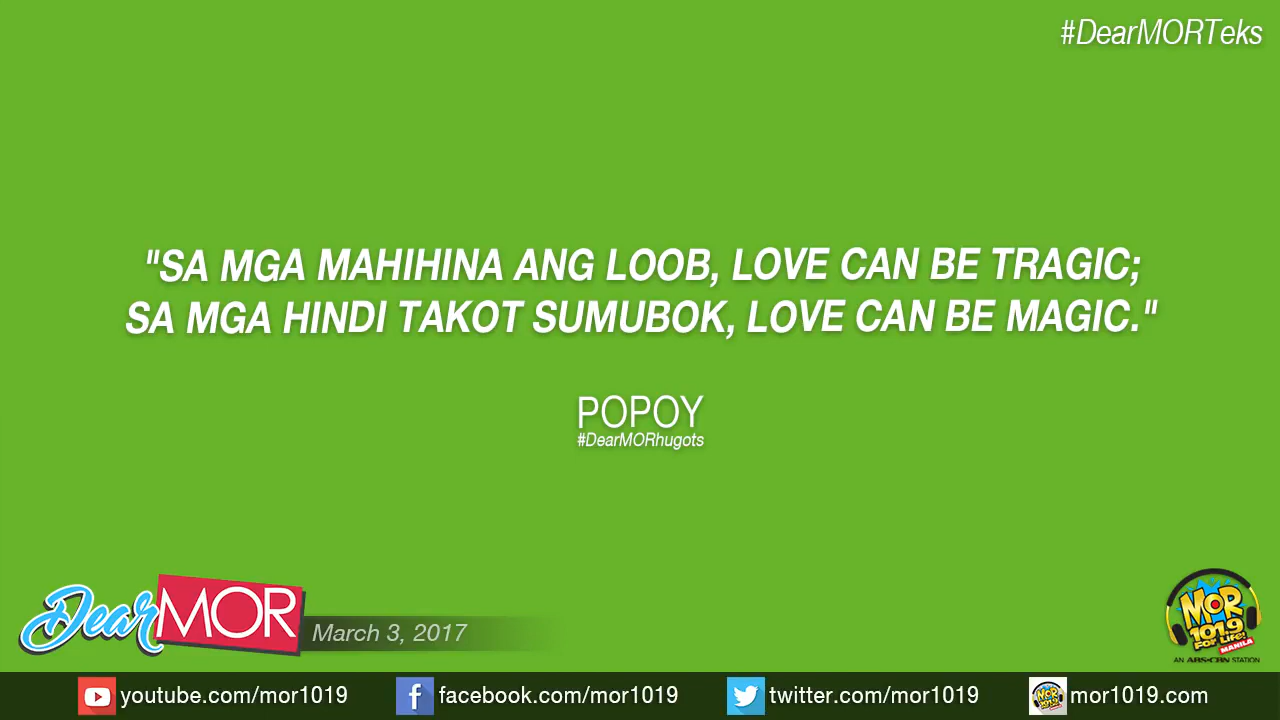 #DearMORTeks
"SA MGA MAHIHINA ANG LOOB, LOVE CAN BE TRAGIC;
SA MGA HINDI TAKOT SUMUBOK, LOVE CAN BE MAGIC."
POPOY
#DearMORhugots
Dear MOR
March 3, 2017
MOR
101.9
For Life!
MANILA
AN ABS-CBN STATION
youtube.com/mor1019
facebook.com/mor1019
twitter.com/mor1019
mor1019.com